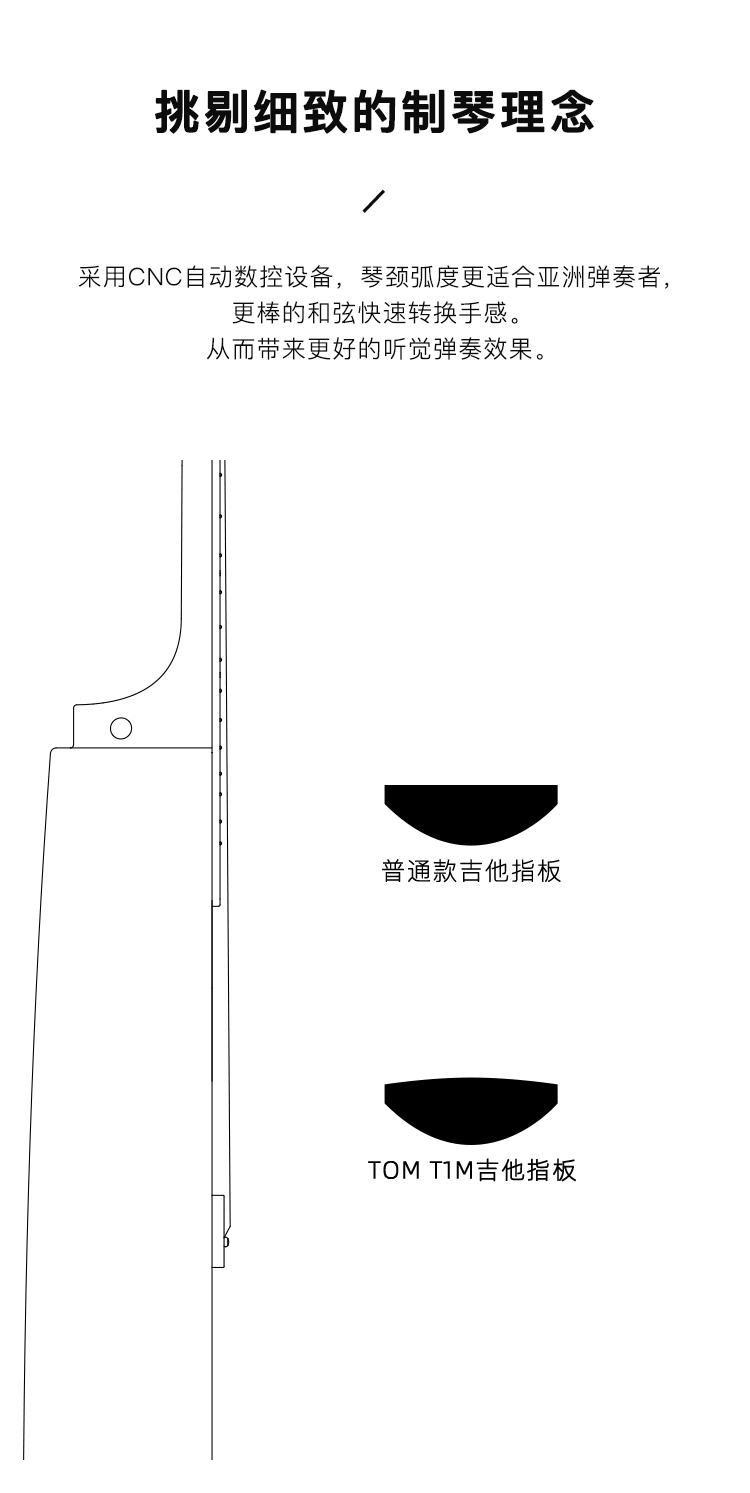 挑剔细致的制琴理念
采用CNC自动数控设备，琴颈弧度更适合亚洲弹奏者，
更棒的和弦快速转换手感。
从而带来更好的听觉弹奏效果。
普通款吉他指板
TOM T1M吉他指板